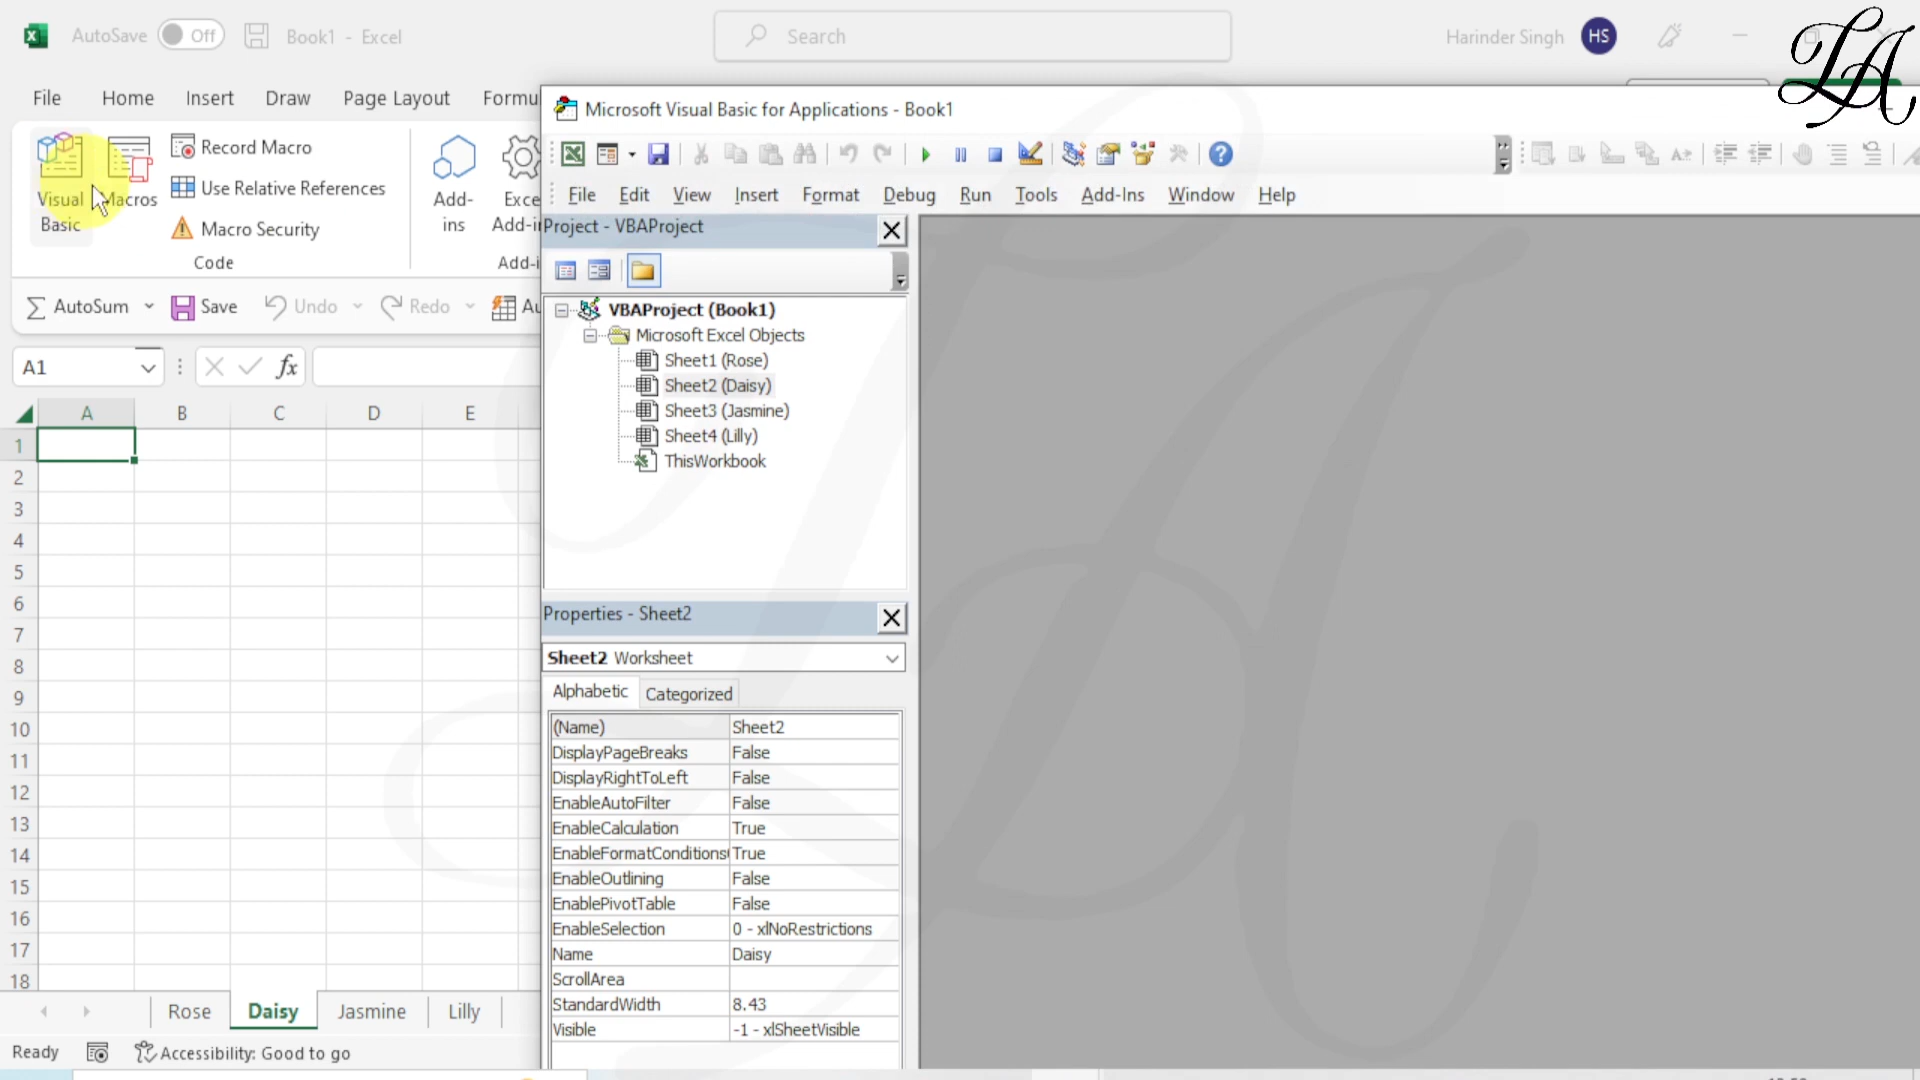 AutoSave Off Book1 - Excel Search Harinder Singh HS LA
File Home Insert Draw Page Layout Formu
Microsoft Visual Basic for Applications - Book1
Visual Basic
Macros
Record Macro
Use Relative References
Macro Security
Code
Add-
ins
Exce
Add-i
Add-i
File Edit View Insert Format Debug Run Tools Add-Ins Window Help
AutoSum Save Undo Redo Au
A1 fx
A B C D E
1
2
3
4
5
6
7
8
9
10
11
12
13
14
15
16
17
18
Rose Daisy Jasmine Lilly
Ready Accessibility: Good to go
Project - VBAProject
VBAProject (Book1)
Microsoft Excel Objects
Sheet1 (Rose)
Sheet2 (Daisy)
Sheet3 (Jasmine)
Sheet4 (Lilly)
ThisWorkbook
Properties - Sheet2
Sheet2 Worksheet
Alphabetic Categorized
(Name) Sheet2
DisplayPageBreaks False
DisplayRightToLeft False
EnableAutoFilter False
EnableCalculation True
EnableFormatConditions True
EnableOutlining False
EnablePivotTable False
EnableSelection 0 - xlNoRestrictions
Name Daisy
ScrollArea
StandardWidth 8.43
Visible -1 - xlSheetVisible